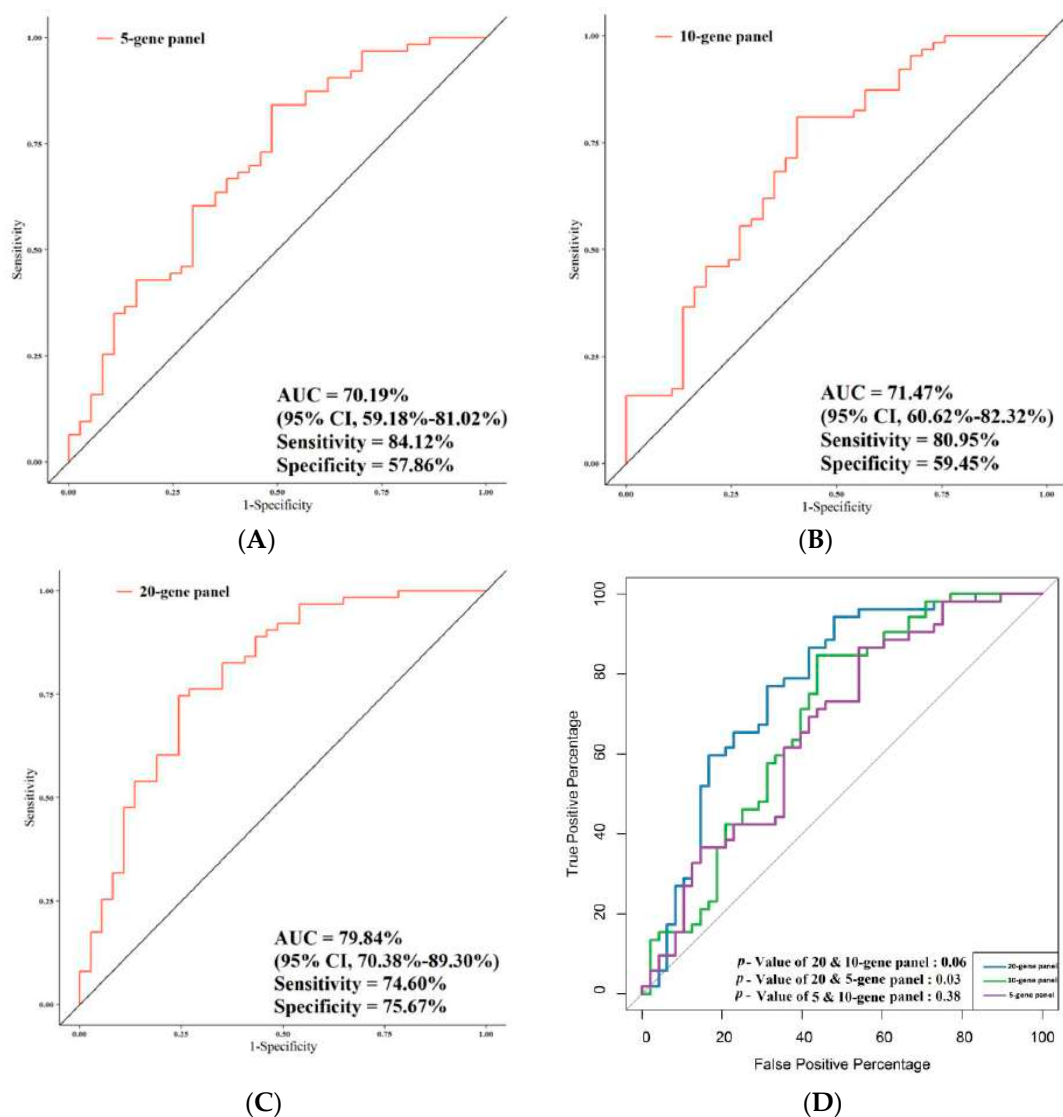 5-gene panel
1.00
0.75
Sensitivity
0.50
0.25
0.00
AUC = 70.19%
(95% CI, 59.18%-81.02%)
Sensitivity = 84.12%
Specificity = 57.86%
0.00 0.25 0.50 0.75 1.00
1-Specificity
(A)
10-gene panel
1.00
0.75
Sensitivity
0.50
0.25
0.00
AUC = 71.47%
(95% CI, 60.62%-82.32%)
Sensitivity = 80.95%
Specificity = 59.45%
0.00 0.25 0.50 0.75 1.00
1-Specificity
(B)
20-gene panel
1.00
0.75
Sensitivity
0.50
0.25
0.00
AUC = 79.84%
(95% CI, 70.38%-89.30%)
Sensitivity = 74.60%
Specificity = 75.67%
0.00 0.25 0.50 0.75 1.00
1-Specificity
(C)
100
80
60
True Positive Percentage
40
20
0
p - Value of 20 & 10-gene panel : 0.06
p - Value of 20 & 5-gene panel : 0.03
p - Value of 5 & 10-gene panel : 0.38
20-gene panel
10-gene panel
5-gene panel
0 20 40 60 80 100
False Positive Percentage
(D)